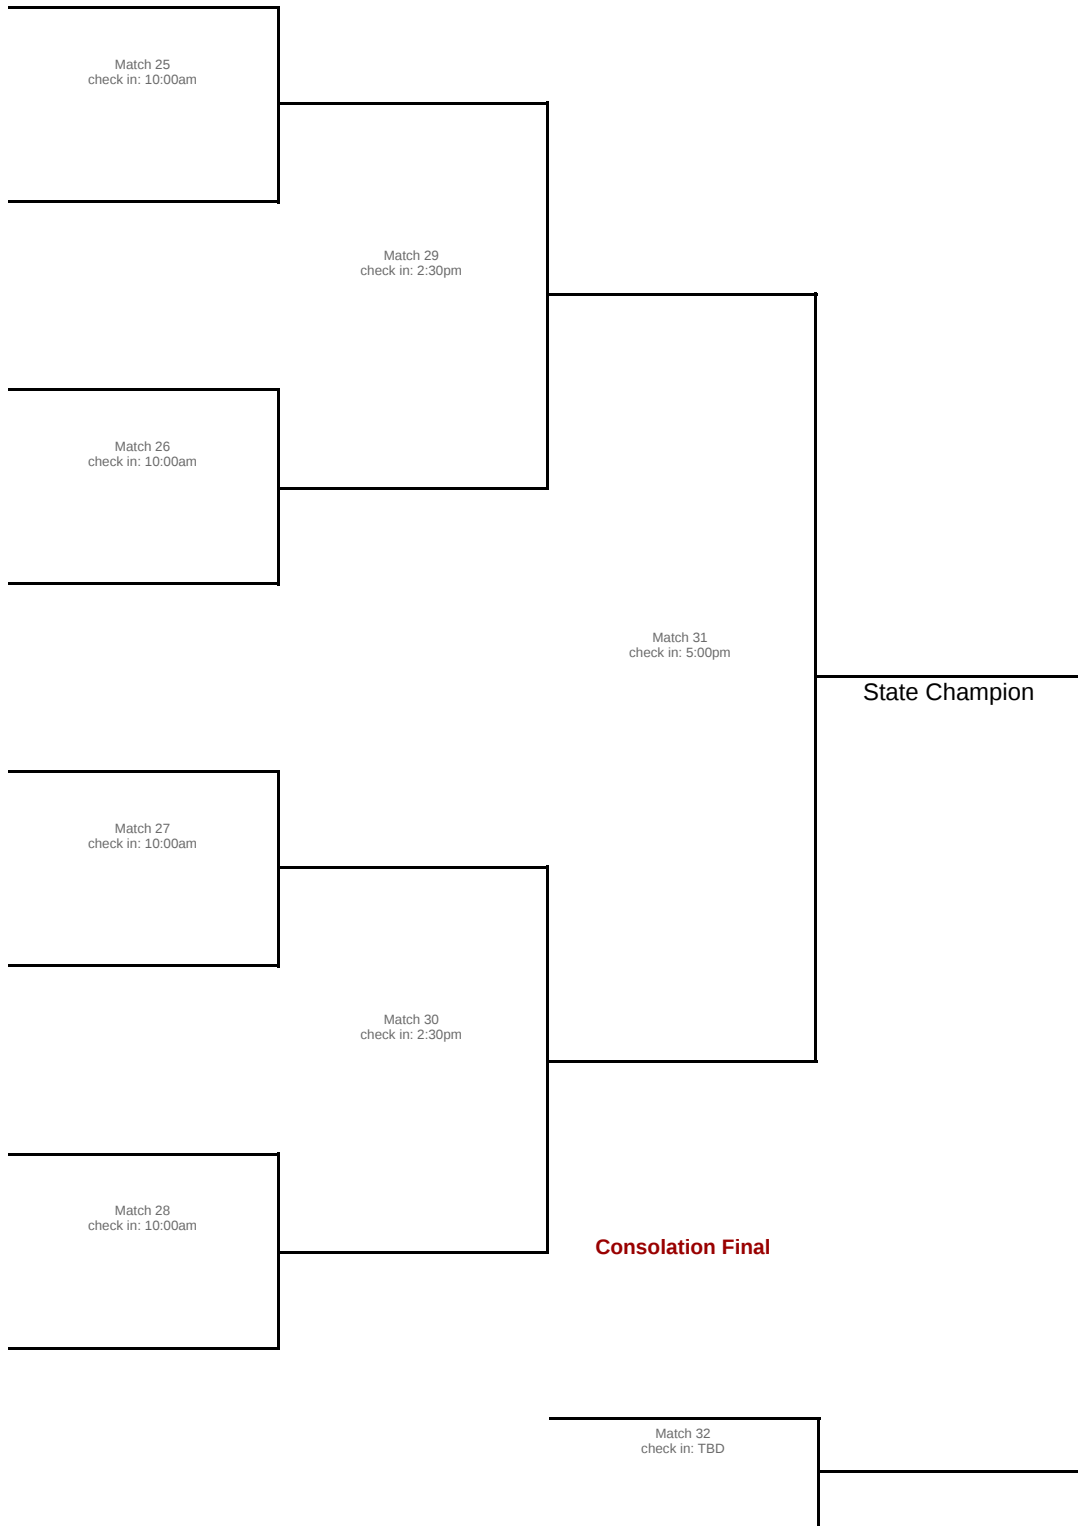 Match 25
check in: 10:00am
Match 29
check in: 2:30pm
Match 26
check in: 10:00am
Match 31
check in: 5:00pm
State Champion
Match 27
check in: 10:00am
Match 30
check in: 2:30pm
Match 28
check in: 10:00am
Consolation Final
Match 32
check in: TBD